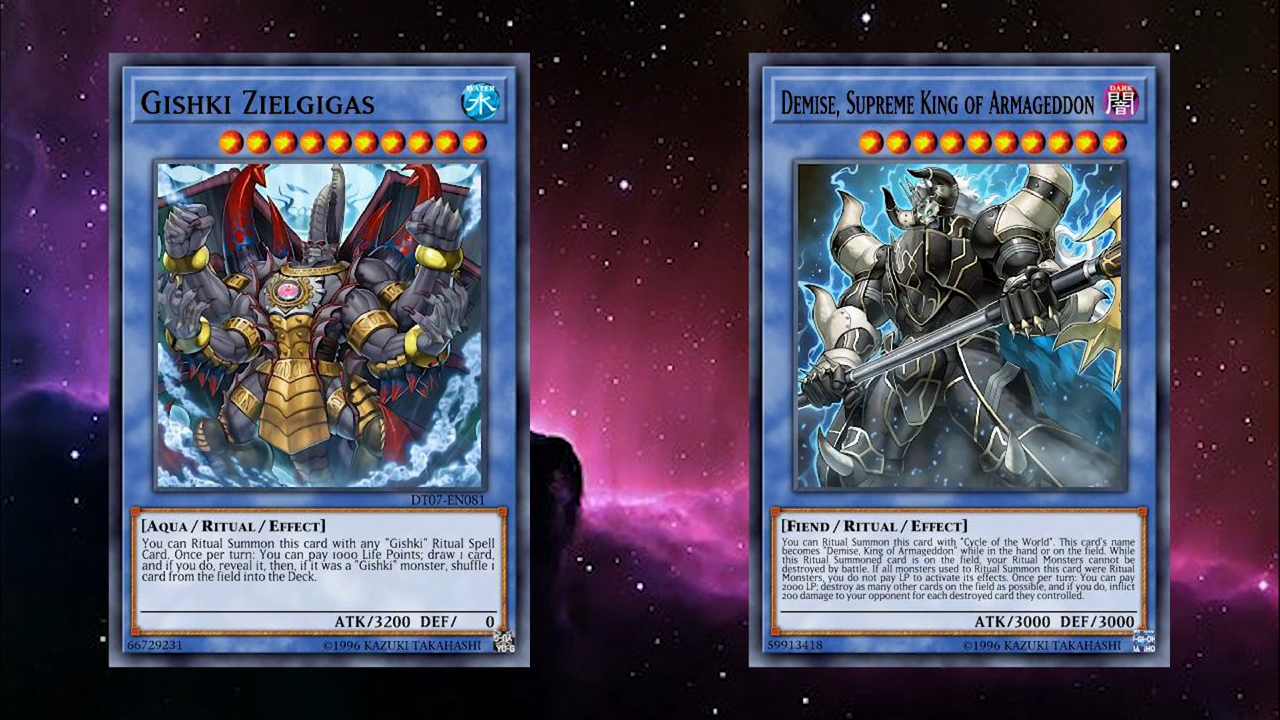 GISHKI ZIELGIGAS
WATER
水
DT07-EN081
[AQUA / RITUAL / EFFECT]
You can Ritual Summon this card with any "Gishki" Ritual Spell
Card. Once per turn: You can pay 1000 Life Points; draw 1 card,
and if you do, reveal it, then, if it was a "Gishki" monster, shuffle 1
card from the field into the Deck.
ATK/3200 DEF/ 0
66729231 ©1996 KAZUKI TAKAHASHI
DEMISE, SUPREME KING OF ARMAGEDDON
DARK
闇
[FIEND / RITUAL / EFFECT]
You can Ritual Summon this card with "Cycle of the World". This card's name
becomes "Demise, King of Armageddon" while in the hand or on the field. While
this Ritual Summoned card is on the field, your Ritual Monsters cannot be
destroyed by battle. If all monsters used to Ritual Summon this card were Ritual
Monsters, you do not pay LP to activate its effects. Once per turn: You can pay
2000 LP; destroy as many other cards on the field as possible, and if you do, inflict
200 damage to your opponent for each destroyed card they controlled.
ATK/3000 DEF/3000
59913418 ©1996 KAZUKI TAKAHASHI